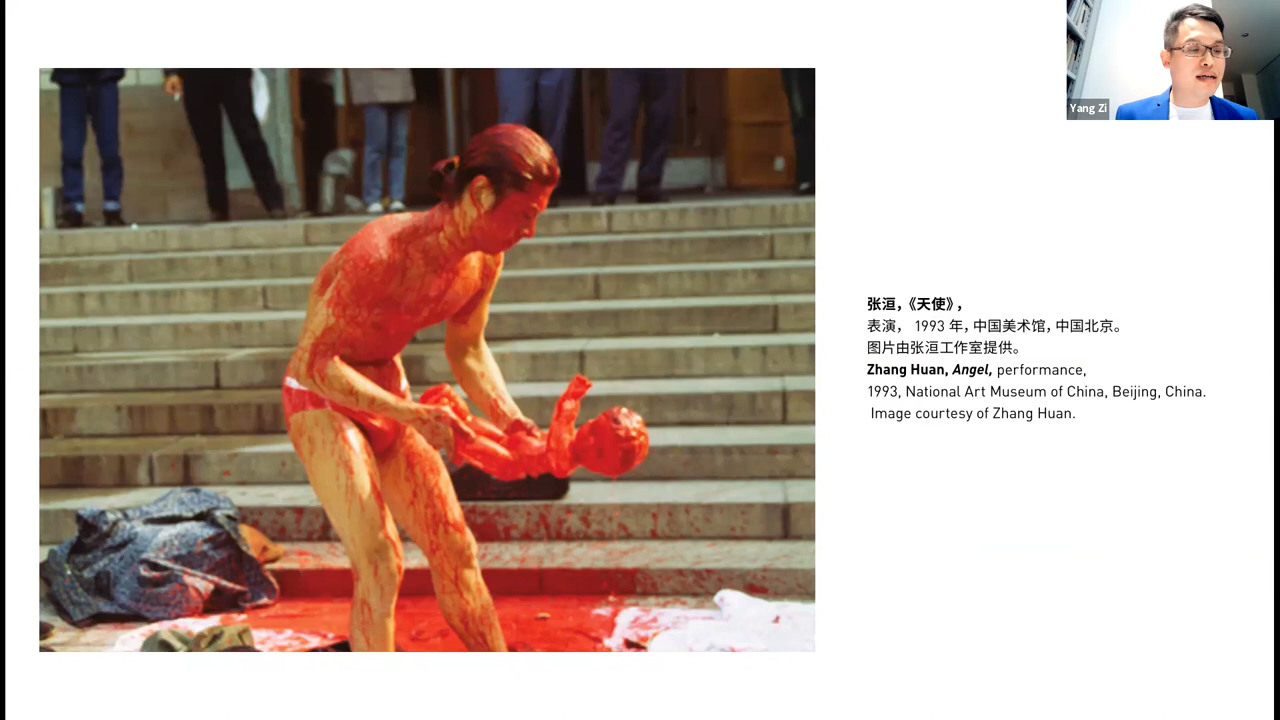 Yang Zi
张洹，《天使》，
表演， 1993 年，中国美术馆，中国北京。
图片由张洹工作室提供。
Zhang Huan, Angel, performance,
1993, National Art Museum of China, Beijing, China.
Image courtesy of Zhang Huan.